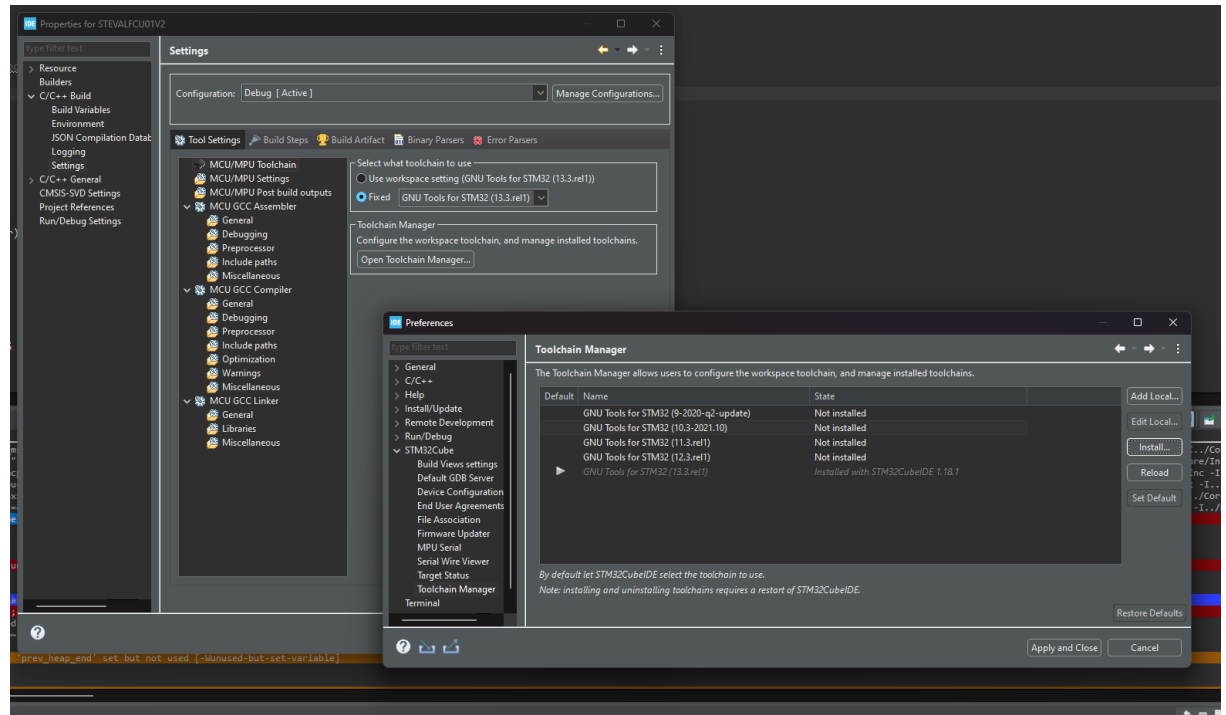 IDE Properties for STEVALFCU01V2
type filter text
Resource
Builders
C/C++ Build
Build Variables
Environment
JSON Compilation Datab
Logging
Settings
C/C++ General
CMSIS-SVD Settings
Project References
Run/Debug Settings
Settings
Configuration: Debug [ Active ] Manage Configurations...
Tool Settings Build Steps Build Artifact Binary Parsers Error Parsers
MCU/MPU Toolchain
MCU/MPU Settings
MCU/MPU Post build outputs
MCU GCC Assembler
General
Debugging
Preprocessor
Include paths
Miscellaneous
MCU GCC Compiler
General
Debugging
Preprocessor
Include paths
Optimization
Warnings
Miscellaneous
MCU GCC Linker
General
Libraries
Miscellaneous
Select what toolchain to use
Use workspace setting (GNU Tools for STM32 (13.3.rel1))
Fixed GNU Tools for STM32 (13.3.rel1)
Toolchain Manager
Configure the workspace toolchain, and manage installed toolchains.
Open Toolchain Manager...
IDE Preferences
type filter text
General
C/C++
Help
Install/Update
Remote Development
Run/Debug
STM32Cube
Build Views settings
Default GDB Server
Device Configuration
End User Agreements
File Association
Firmware Updater
MPU Serial
Serial Wire Viewer
Target Status
Toolchain Manager
Terminal
Toolchain Manager
The Toolchain Manager allows users to configure the workspace toolchain, and manage installed toolchains.
Default Name State
GNU Tools for STM32 (9-2020-q2-update) Not installed
GNU Tools for STM32 (10.3-2021.10) Not installed
GNU Tools for STM32 (11.3.rel1) Not installed
GNU Tools for STM32 (12.3.rel1) Not installed
GNU Tools for STM32 (13.3.rel1) Installed with STM32CubeIDE 1.18.1
Add Local...
Edit Local...
Install...
Reload
Set Default
By default let STM32CubeIDE select the toolchain to use.
Note: installing and uninstalling toolchains requires a restart of STM32CubeIDE.
Restore Defaults
Apply and Close Cancel
'prev_heap_end' set but not used [-Wunused-but-set-variable]